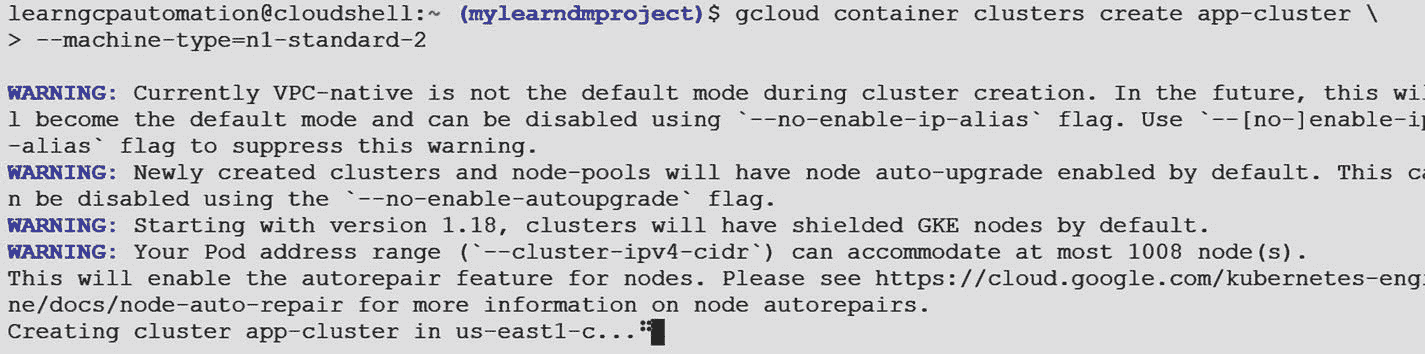 learngcpautomation@cloudshell:~ (mylearndmproject)$ gcloud container clusters create app-cluster \
> --machine-type=n1-standard-2
WARNING: Currently VPC-native is not the default mode during cluster creation. In the future, this wil
l become the default mode and can be disabled using `--no-enable-ip-alias` flag. Use `--[no-]enable-ip
-alias` flag to suppress this warning.
WARNING: Newly created clusters and node-pools will have node auto-upgrade enabled by default. This ca
n be disabled using the `--no-enable-autoupgrade` flag.
WARNING: Starting with version 1.18, clusters will have shielded GKE nodes by default.
WARNING: Your Pod address range (`--cluster-ipv4-cidr`) can accommodate at most 1008 node(s).
This will enable the autorepair feature for nodes. Please see https://cloud.google.com/kubernetes-engi
ne/docs/node-auto-repair for more information on node autorepairs.
Creating cluster app-cluster in us-east1-c...